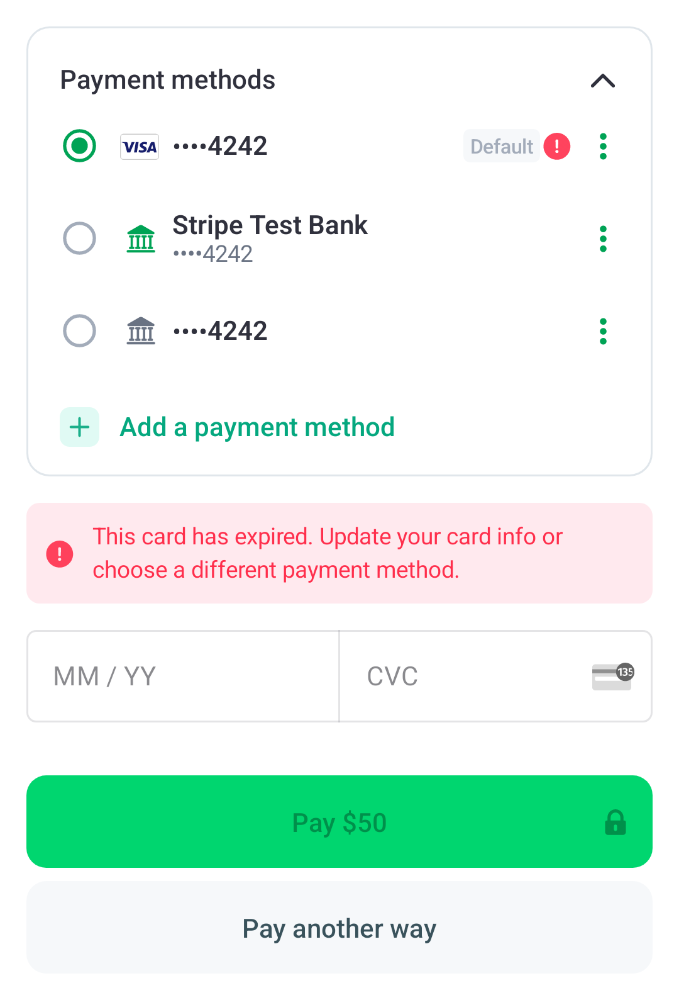 Payment methods
VISA ••••4242 Default !
Stripe Test Bank
••••4242
••••4242
+ Add a payment method
! This card has expired. Update your card info or
choose a different payment method.
MM / YY CVC 135
Pay $50
Pay another way